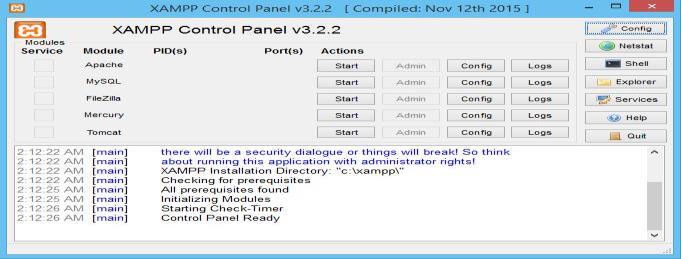 XAMPP Control Panel v3.2.2 [ Compiled: Nov 12th 2015 ]
XAMPP Control Panel v3.2.2
Config
Modules
Service Module PID(s) Port(s) Actions
Netstat
Apache Start Admin Config Logs
Shell
MySQL Start Admin Config Logs
Explorer
FileZilla Start Admin Config Logs
Services
Mercury Start Admin Config Logs
Help
Tomcat Start Admin Config Logs
Quit
2:12:22 AM [main] there will be a security dialogue or things will break! So think
2:12:22 AM [main] about running this application with administrator rights!
2:12:22 AM [main] XAMPP Installation Directory: "c:\xampp\"
2:12:22 AM [main] Checking for prerequisites
2:12:25 AM [main] All prerequisites found
2:12:25 AM [main] Initializing Modules
2:12:26 AM [main] Starting Check-Timer
2:12:26 AM [main] Control Panel Ready